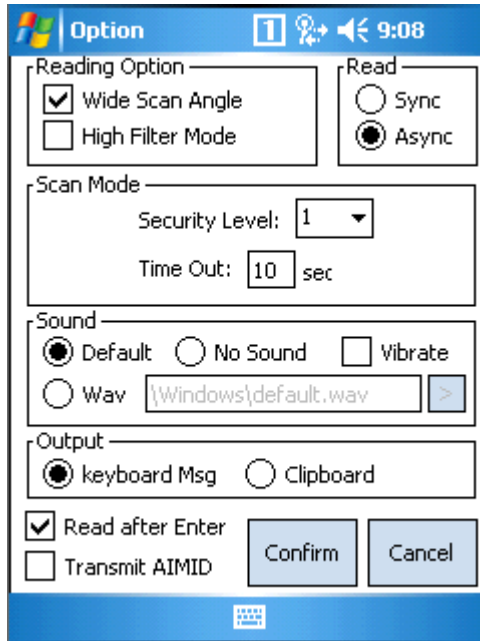 Option 1 9:08
Reading Option
Wide Scan Angle
High Filter Mode
Read
Sync
Async
Scan Mode
Security Level: 1
Time Out: 10 sec
Sound
Default No Sound Vibrate
Wav \Windows\default.wav >
Output
keyboard Msg Clipboard
Read after Enter
Transmit AIMID
Confirm Cancel